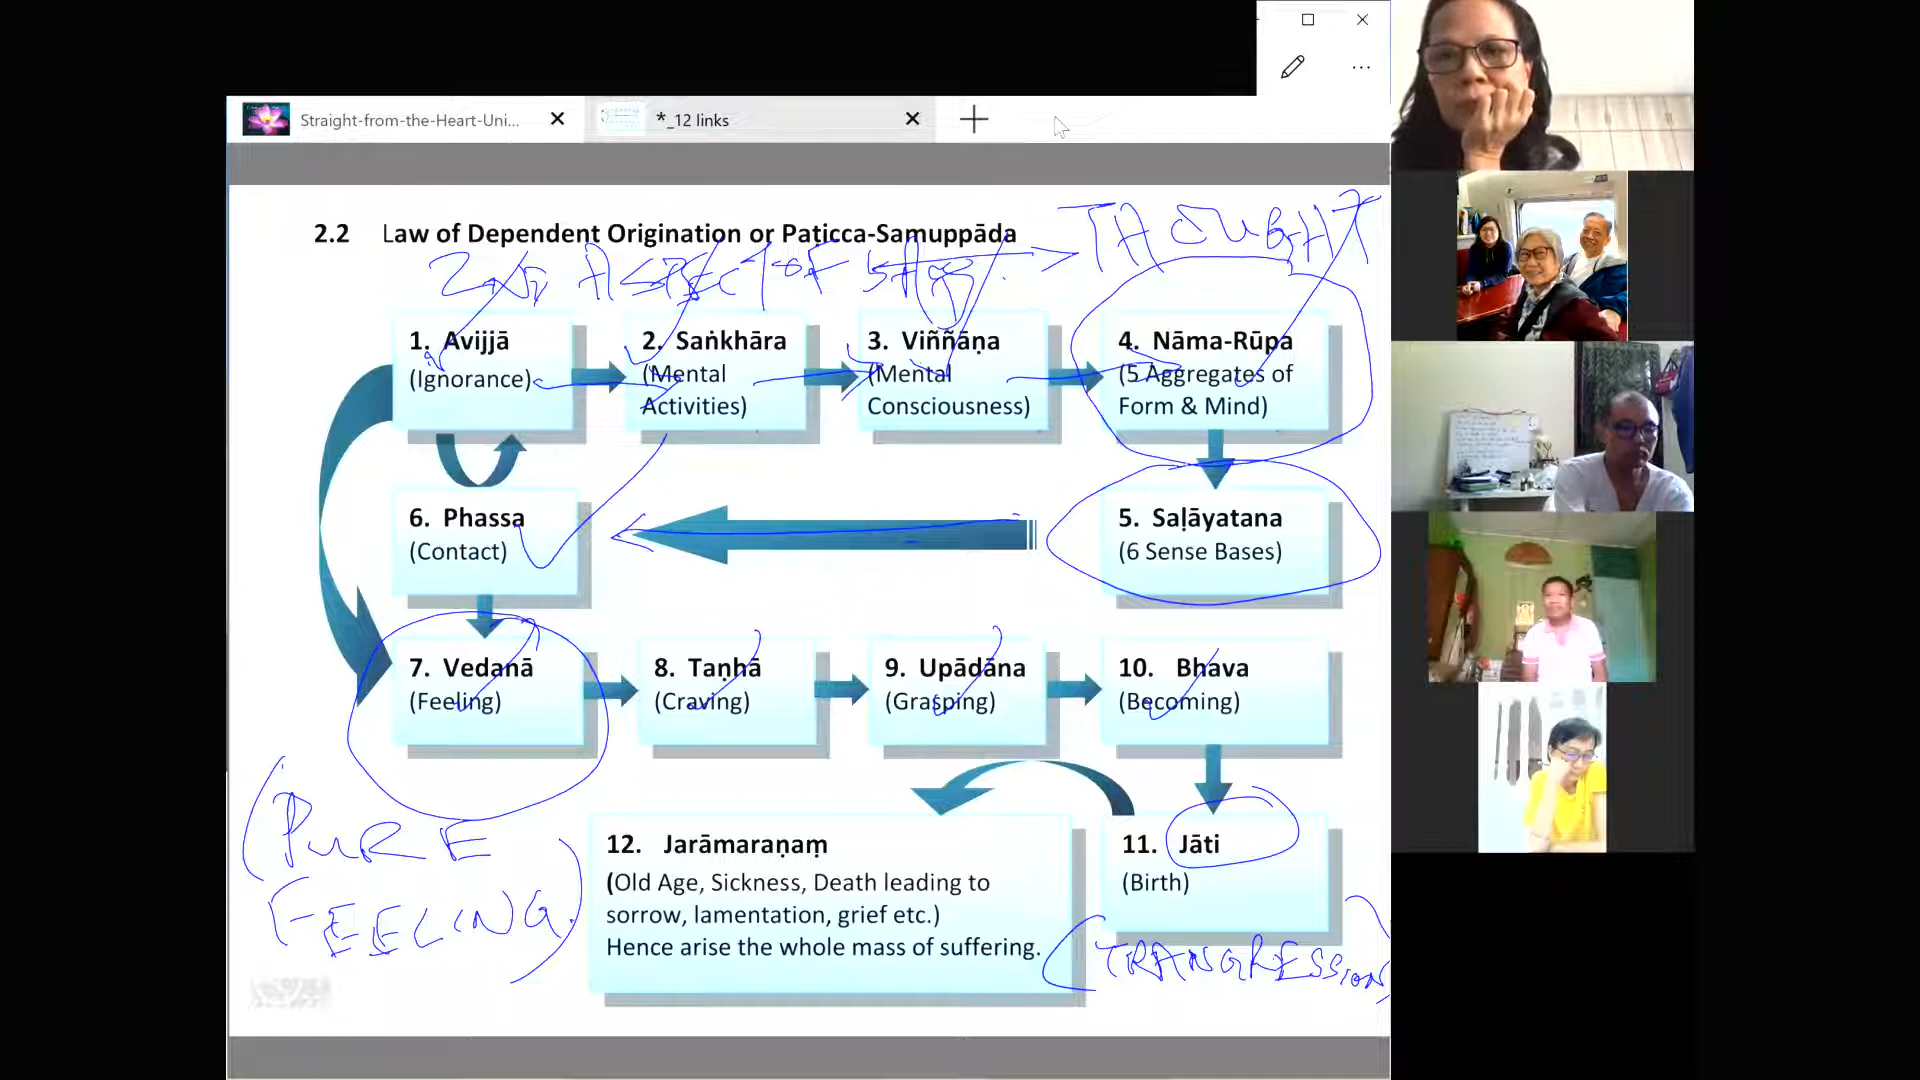 Straight-from-the-Heart-Uni...
*_12 links
2.2 Law of Dependent Origination or Paṭicca-Samuppāda
THOUGHT
2ND ASPECT OF
1. Avijjā
(Ignorance)
2. Saṅkhāra
(Mental
Activities)
3. Viññāṇa
(Mental
Consciousness)
4. Nāma-Rūpa
(5 Aggregates of
Form & Mind)
6. Phassa
(Contact)
5. Saḷāyatana
(6 Sense Bases)
7. Vedanā
(Feeling)
8. Taṇhā
(Craving)
9. Upādāna
(Grasping)
10. Bhava
(Becoming)
(PURE
FEELING)
12. Jarāmaraṇaṃ
(Old Age, Sickness, Death leading to
sorrow, lamentation, grief etc.)
Hence arise the whole mass of suffering.
11. Jāti
(Birth)
(TRANGRESSION)